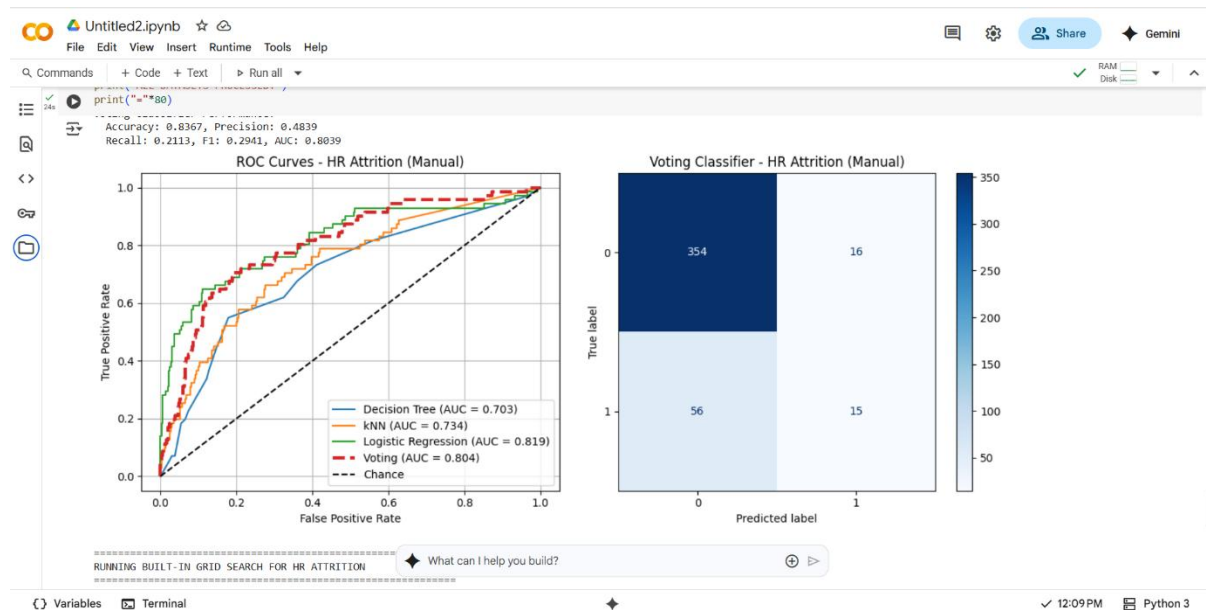 Untitled2.ipynb
File Edit View Insert Runtime Tools Help
Share
Gemini
Commands + Code + Text Run all
RAM
Disk
24s
print("="*80)
Accuracy: 0.8367, Precision: 0.4839
Recall: 0.2113, F1: 0.2941, AUC: 0.8039
ROC Curves - HR Attrition (Manual)
True Positive Rate
1.0
0.8
0.6
0.4
0.2
0.0
Decision Tree (AUC = 0.703)
kNN (AUC = 0.734)
Logistic Regression (AUC = 0.819)
Voting (AUC = 0.804)
Chance
0.0 0.2 0.4 0.6 0.8 1.0
False Positive Rate
Voting Classifier - HR Attrition (Manual)
True label
0
354 16
1
56 15
0 1
Predicted label
350
300
250
200
150
100
50
================================================
RUNNING BUILT-IN GRID SEARCH FOR HR ATTRITION
================================================
What can I help you build?
{} Variables Terminal
12:09 PM Python 3